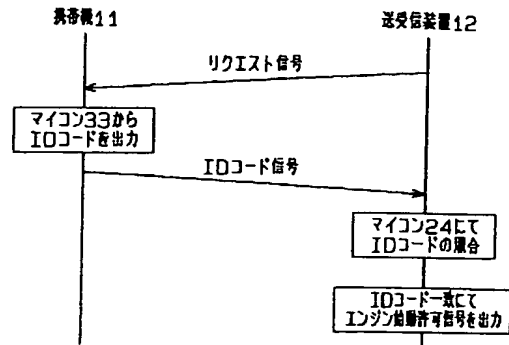 携帯機11
送受信装置12
リクエスト信号
マイコン33から
IDコードを出力
IDコード信号
マイコン24にて
IDコードの照合
IDコード一致にて
エンジン始動許可信号を出力